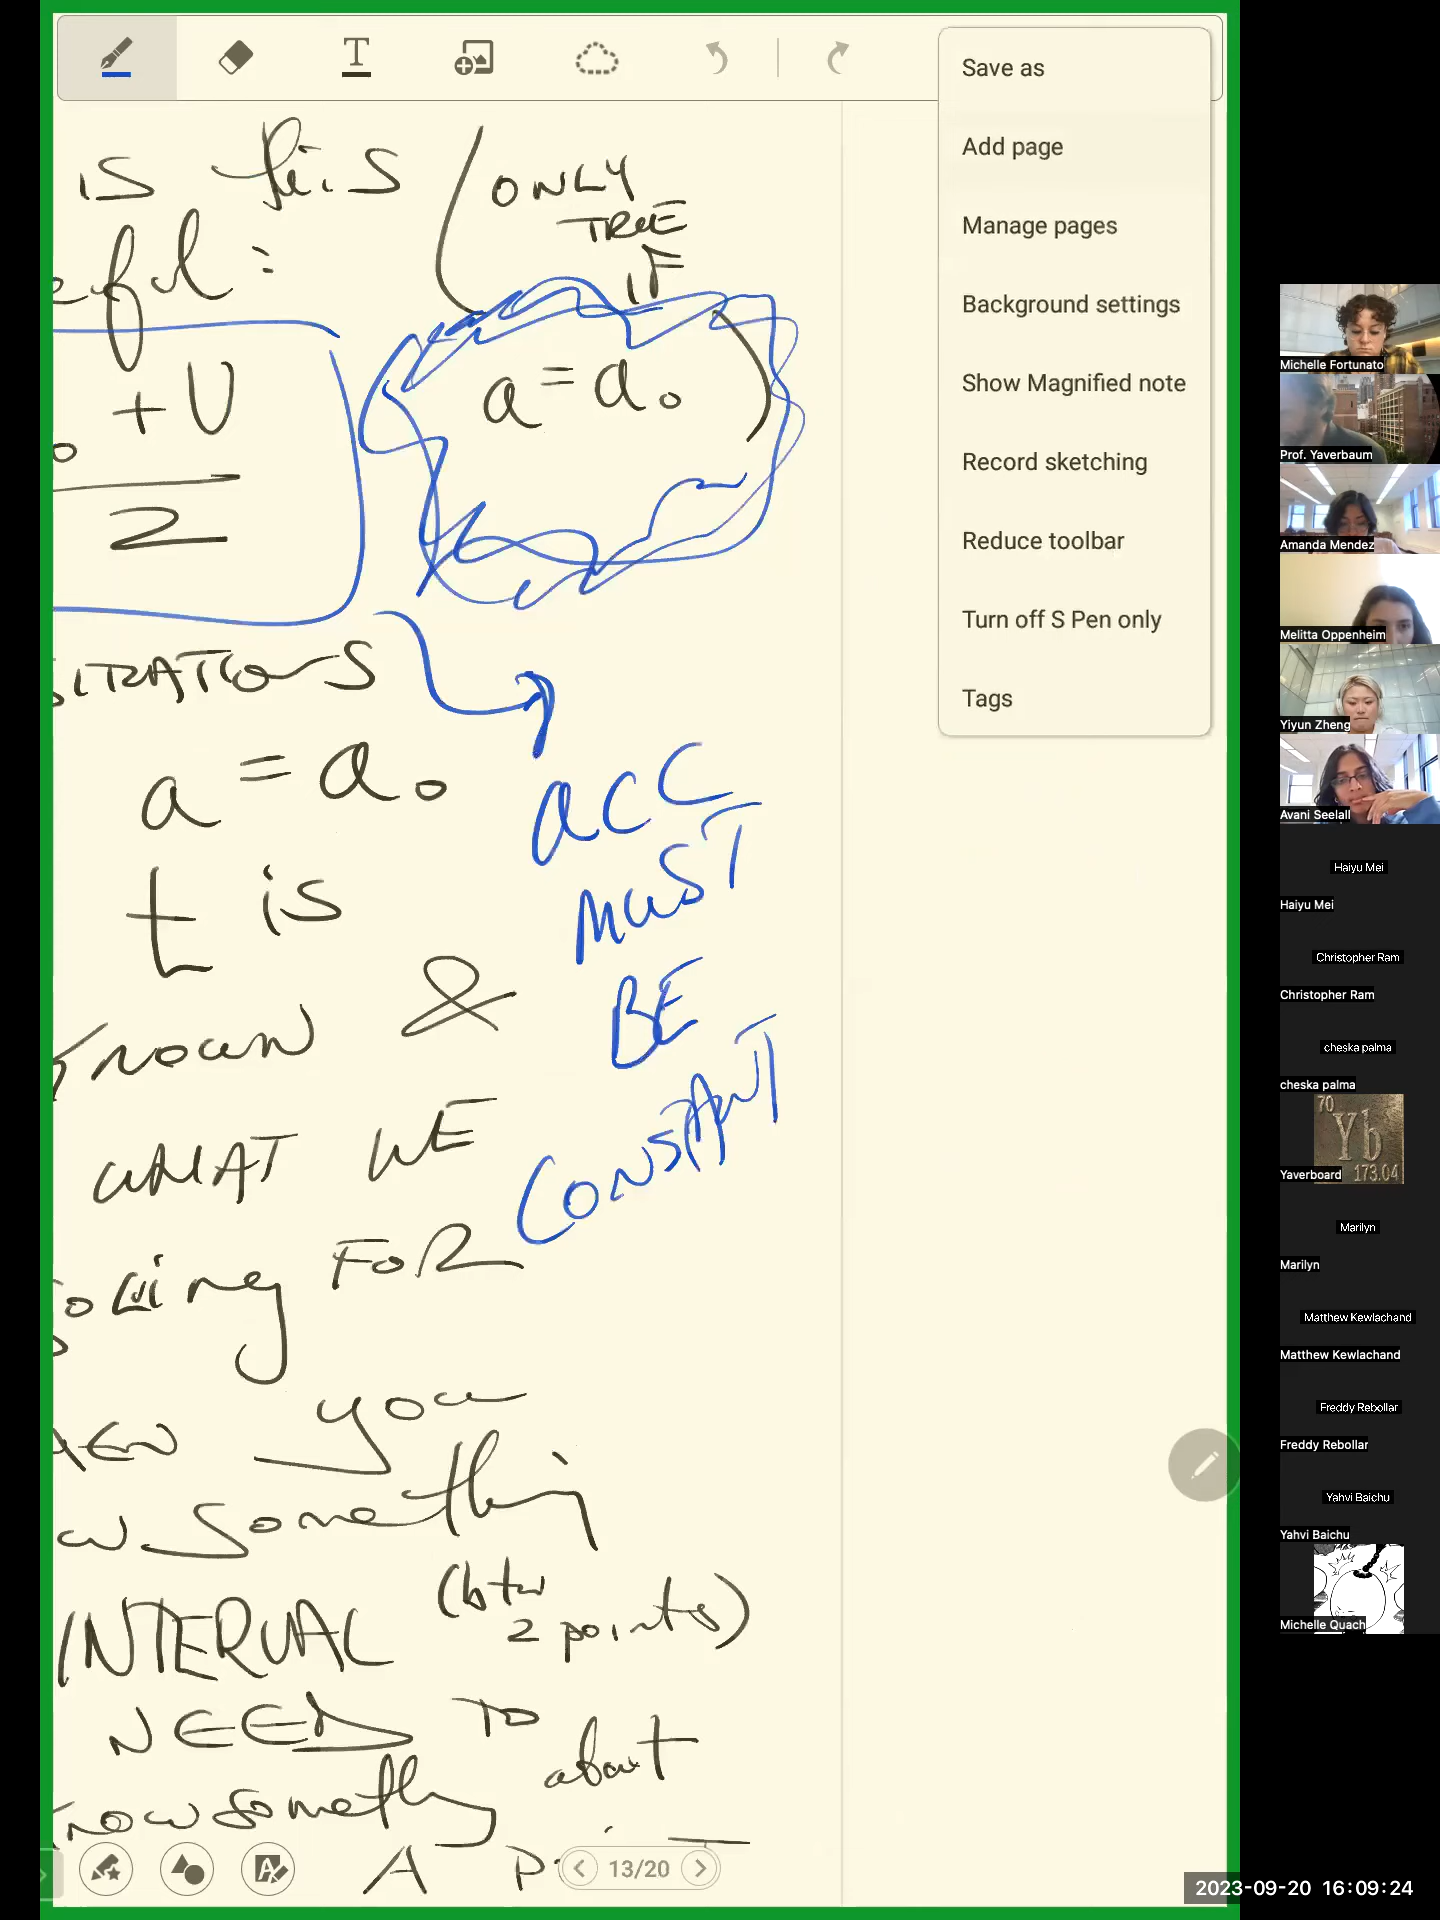 is this
(ONLY
TRUE
IF
eful:
a = a₀)
o + U
2
SITRATIONS
a = a₀
t is
known &
WHAT WE
FOR
you
something
INTERVAL (btw
2 points)
NEED TO
know something about
A
ACC
MUST
BE
CONSTANT
Save as
Add page
Manage pages
Background settings
Show Magnified note
Record sketching
Reduce toolbar
Turn off S Pen only
Tags
13/20
Michelle Fortunato
Prof. Yaverbaum
Amanda Mendez
Melitta Oppenheim
Yiyun Zheng
Avani Seelall
Haiyu Mei
Haiyu Mei
Christopher Ram
Christopher Ram
cheska palma
cheska palma
70
Yb
Yaverboard 173.04
Marilyn
Marilyn
Matthew Kewlachand
Matthew Kewlachand
Freddy Rebollar
Freddy Rebollar
Yahvi Baichu
Yahvi Baichu
Michelle Quach
2023-09-20 16:09:24